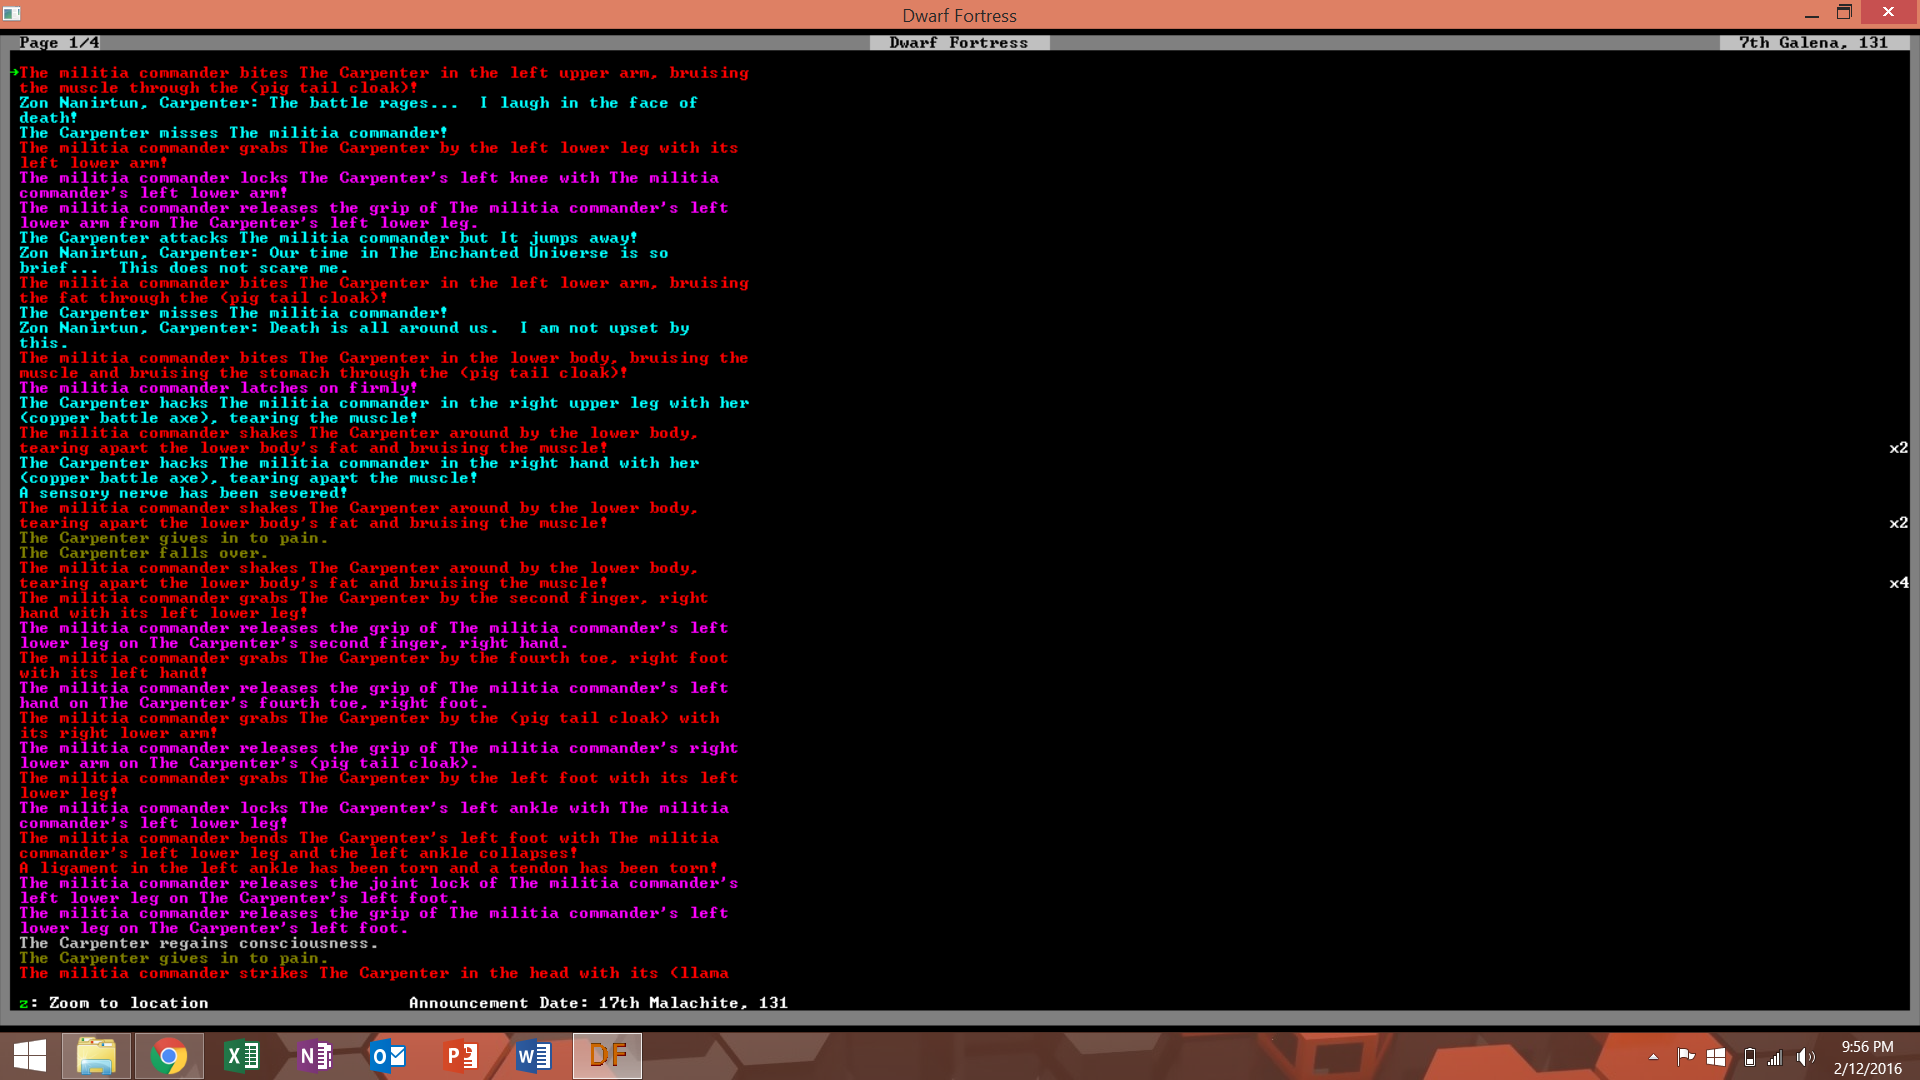 Dwarf Fortress
Page 1/4
Dwarf Fortress
7th Galena, 131
The militia commander bites The Carpenter in the left upper arm, bruising
the muscle through the (pig tail cloak)!
Zon Nanirtun, Carpenter: The battle rages...  I laugh in the face of
death!
The Carpenter misses The militia commander!
The militia commander grabs The Carpenter by the left lower leg with its
left lower arm!
The militia commander locks The Carpenter's left knee with The militia
commander's left lower arm!
The militia commander releases the grip of The militia commander's left
lower arm from The Carpenter's left lower leg.
The Carpenter attacks The militia commander but It jumps away!
Zon Nanirtun, Carpenter: Our time in The Enchanted Universe is so
brief...  This does not scare me.
The militia commander bites The Carpenter in the left lower arm, bruising
the fat through the (pig tail cloak)!
The Carpenter misses The militia commander!
Zon Nanirtun, Carpenter: Death is all around us.  I am not upset by
this.
The militia commander bites The Carpenter in the lower body, bruising the
muscle and bruising the stomach through the (pig tail cloak)!
The militia commander latches on firmly!
The Carpenter hacks The militia commander in the right upper leg with her
(copper battle axe), tearing the muscle!
The militia commander shakes The Carpenter around by the lower body,
tearing apart the lower body's fat and bruising the muscle! x2
The Carpenter hacks The militia commander in the right hand with her
(copper battle axe), tearing apart the muscle!
A sensory nerve has been severed!
The militia commander shakes The Carpenter around by the lower body,
tearing apart the lower body's fat and bruising the muscle! x2
The Carpenter gives in to pain.
The Carpenter falls over.
The militia commander shakes The Carpenter around by the lower body,
tearing apart the lower body's fat and bruising the muscle! x4
The militia commander grabs The Carpenter by the second finger, right
hand with its left lower leg!
The militia commander releases the grip of The militia commander's left
lower leg on The Carpenter's second finger, right hand.
The militia commander grabs The Carpenter by the fourth toe, right foot
with its left hand!
The militia commander releases the grip of The militia commander's left
hand on The Carpenter's fourth toe, right foot.
The militia commander grabs The Carpenter by the (pig tail cloak) with
its right lower arm!
The militia commander releases the grip of The militia commander's right
lower arm on The Carpenter's (pig tail cloak).
The militia commander grabs The Carpenter by the left foot with its left
lower leg!
The militia commander locks The Carpenter's left ankle with The militia
commander's left lower leg!
The militia commander bends The Carpenter's left foot with The militia
commander's left lower leg and the left ankle collapses!
A ligament in the left ankle has been torn and a tendon has been torn!
The militia commander releases the joint lock of The militia commander's
left lower leg on The Carpenter's left foot.
The militia commander releases the grip of The militia commander's left
lower leg on The Carpenter's left foot.
The Carpenter regains consciousness.
The Carpenter gives in to pain.
The militia commander strikes The Carpenter in the head with its (llama
z: Zoom to location
Announcement Date: 17th Malachite, 131
DF
9:56 PM
2/12/2016